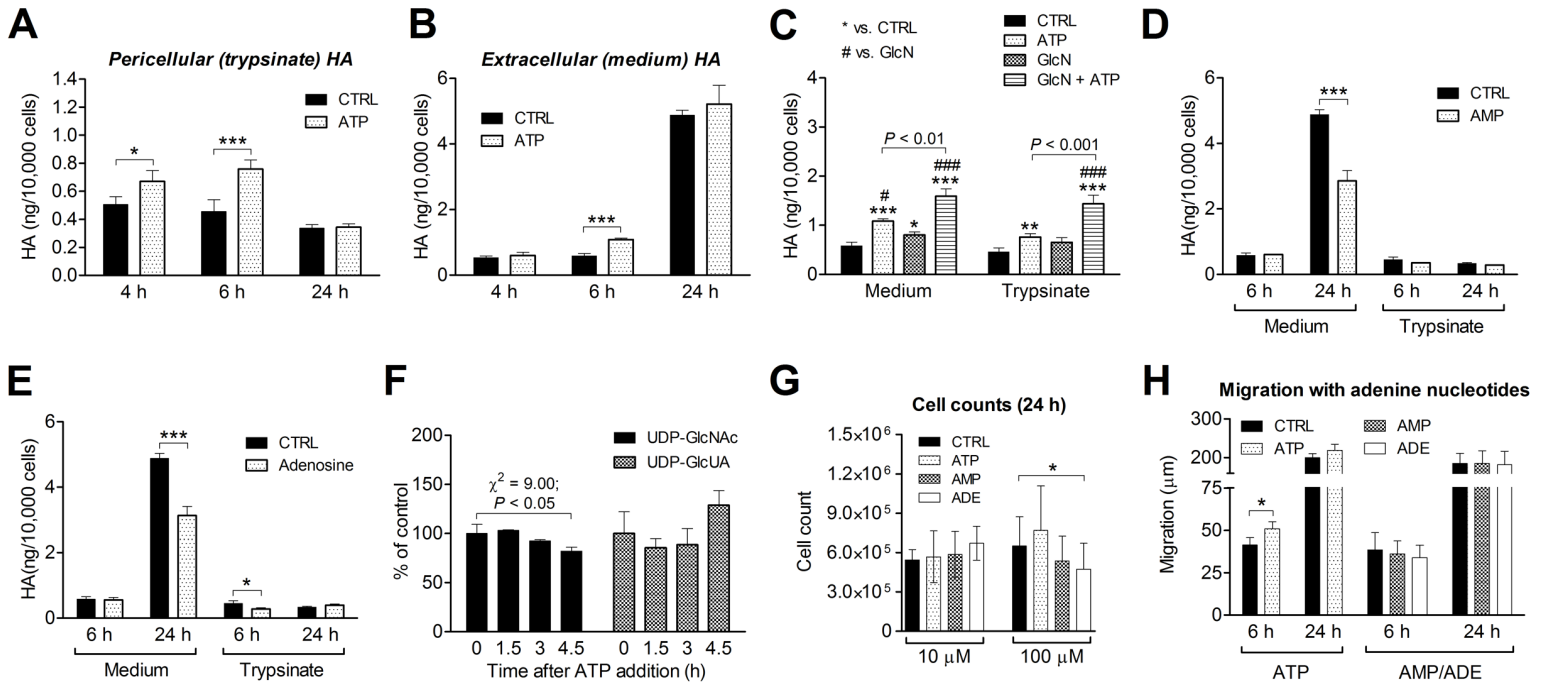 A
Pericellular (trypsinate) HA
HA (ng/10,000 cells)
1.4
1.2
1.0
0.8
0.6
0.4
0.2
0.0
CTRL
ATP
*
***
4 h
6 h
24 h
B
Extracellular (medium) HA
HA (ng/10,000 cells)
6
4
2
0
CTRL
ATP
***
4 h
6 h
24 h
C
* vs. CTRL
# vs. GlcN
CTRL
ATP
GlcN
GlcN + ATP
HA (ng/10,000 cells)
4
3
2
1
0
P < 0.01
P < 0.001
#
***
*
###
***
**
###
***
Medium
Trypsinate
D
HA(ng/10,000 cells)
6
4
2
0
CTRL
AMP
***
6 h
24 h
6 h
24 h
Medium
Trypsinate
E
HA(ng/10,000 cells)
6
4
2
0
CTRL
Adenosine
***
*
6 h
24 h
6 h
24 h
Medium
Trypsinate
F
% of control
200
150
100
50
0
UDP-GlcNAc
UDP-GlcUA
χ² = 9.00;
P < 0.05
0 1.5 3 4.5 0 1.5 3 4.5
Time after ATP addition (h)
G
Cell counts (24 h)
Cell count
1.5×10⁶
1.2×10⁶
9.0×10⁵
6.0×10⁵
3.0×10⁵
0
CTRL
ATP
AMP
ADE
*
10 μM
100 μM
H
Migration with adenine nucleotides
Migration (μm)
300
200
75
50
25
0
CTRL
ATP
AMP
ADE
*
6 h
24 h
6 h
24 h
ATP
AMP/ADE